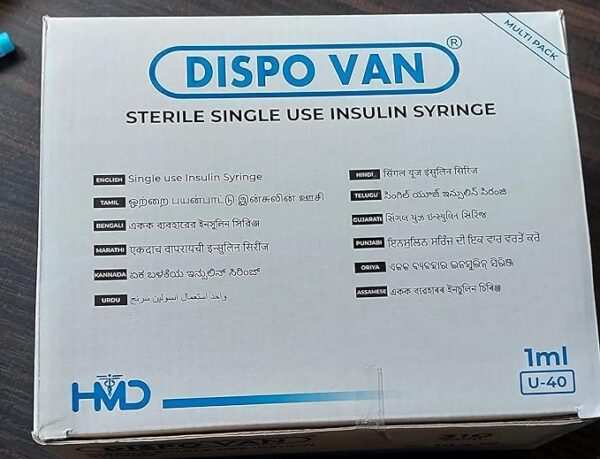 MULTI PACK
DISPO VAN®
STERILE SINGLE USE INSULIN SYRINGE
ENGLISH Single use Insulin Syringe
TAMIL ஒற்றை பயன்பாட்டு இன்சுலின் ஊசி
BENGALI একক ব্যবহারের ইনসুলিন সিরিঞ্জ
MARATHI एकदाच वापरायची इन्सुलिन सिरींज
KANNADA ಏಕ ಬಳಕೆಯ ಇನ್ಸುಲಿನ್ ಸಿರಿಂಜ್
URDU واحد استعمال انسولین سرنج
HINDI सिंगल यूज इंसुलिन सिरिंज
TELUGU సింగిల్ యూజ్ ఇన్సులిన్ సిరంజి
GUJARATI સિંગલ યુઝ ઇન્સ્યુલિન સિરિંજ
PUNJABI ਇਨਸੁਲਿਨ ਸਰਿੰਜ ਦੀ ਇਕ ਵਾਰ ਵਰਤੋਂ ਕਰੋ
ORIYA ଏକକ ବ୍ୟବହାର ଇନସୁଲିନ୍ ସିରିଞ୍ଜ
ASSAMESE একক ব্যৱহাৰৰ ইনচুলিন চিৰিঞ্জ
1ml
U-40
HMD
DISPO VAN